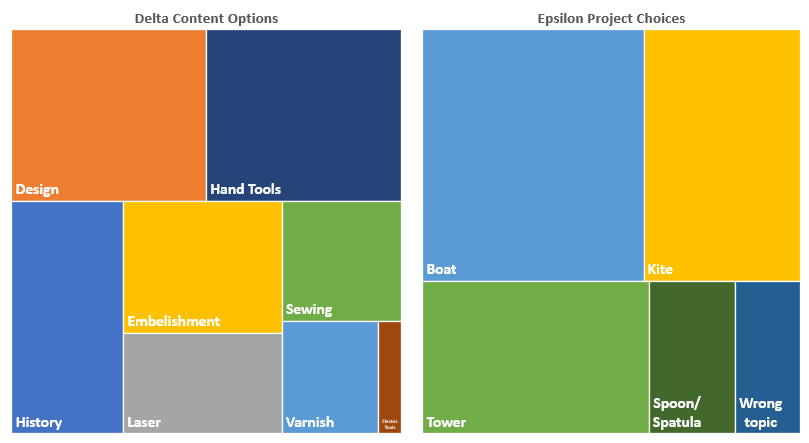 Delta Content Options
Design
Hand Tools
History
Embelishment
Laser
Sewing
Varnish
Electric
Tools
Epsilon Project Choices
Boat
Kite
Tower
Spoon/
Spatula
Wrong
topic